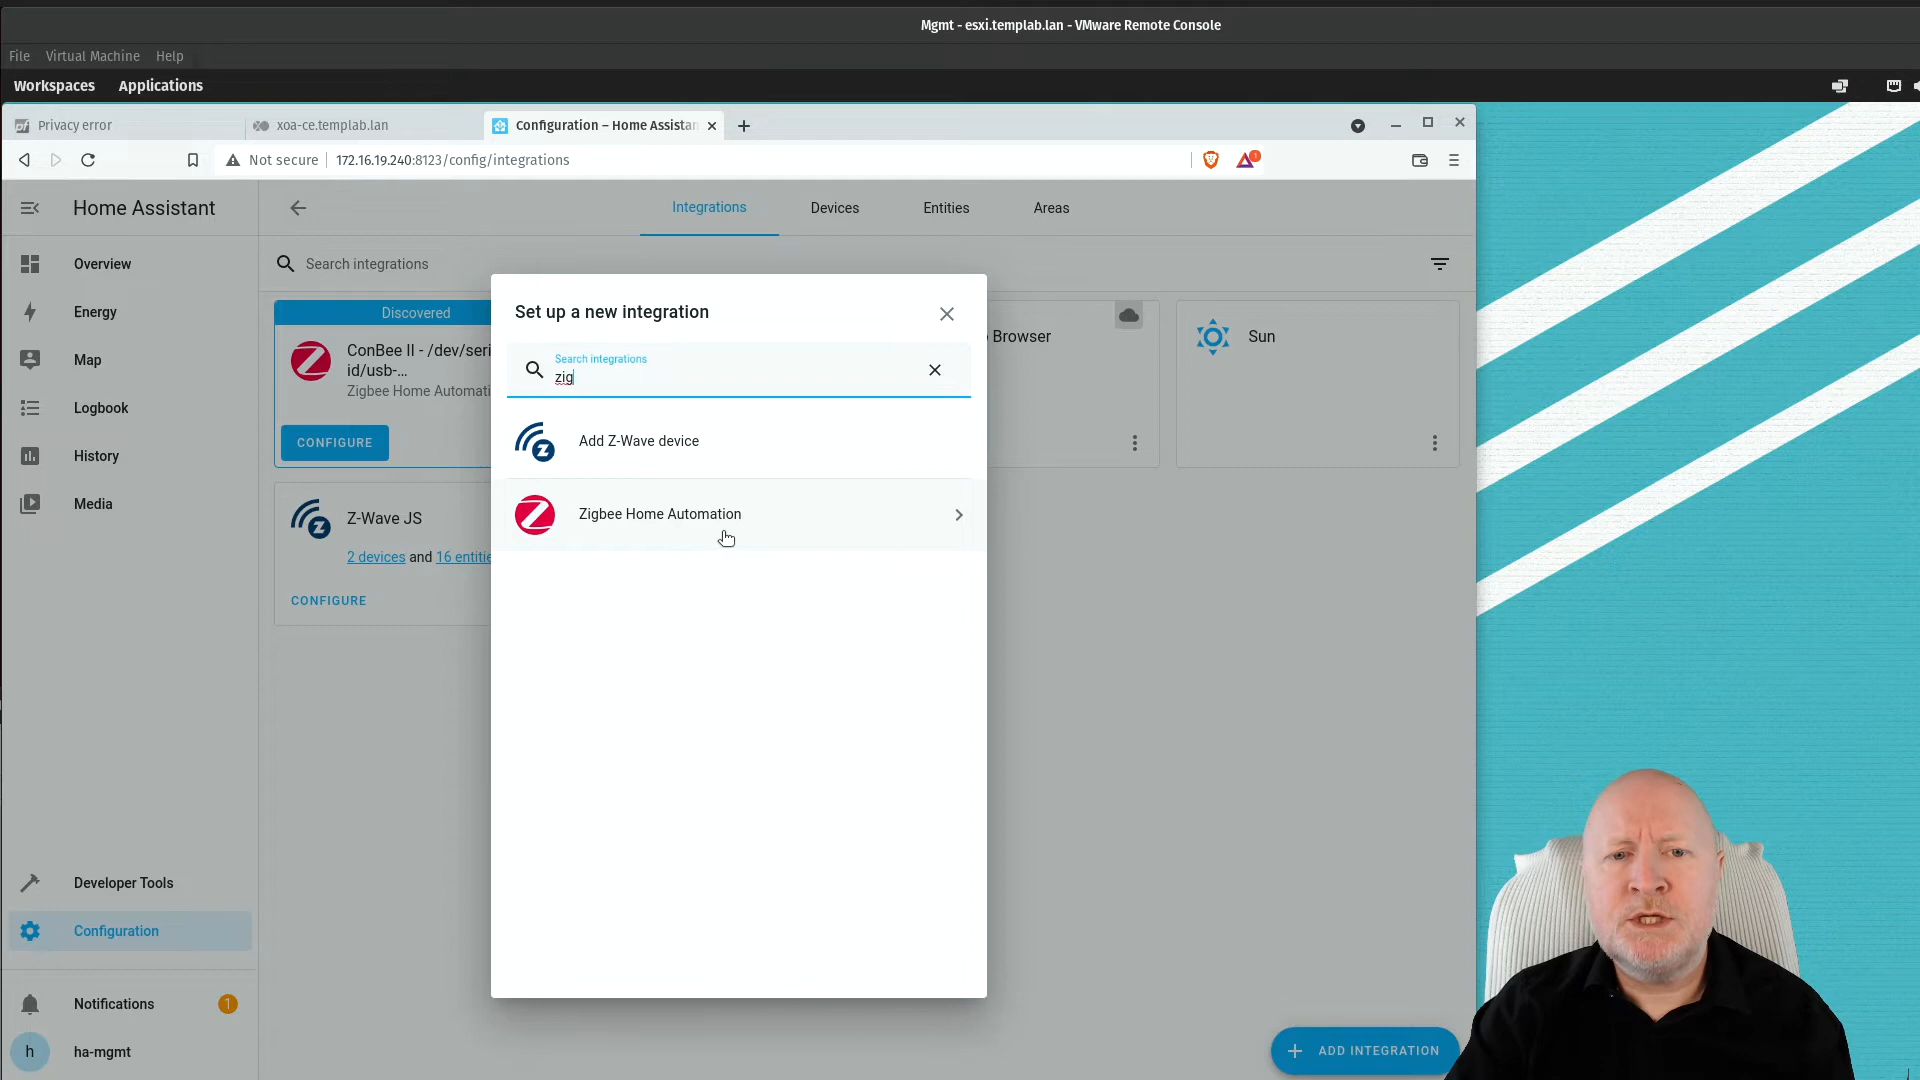 Mgmt - esxi.templab.lan - VMware Remote Console
File Virtual Machine Help
Workspaces Applications
Privacy error
xoa-ce.templab.lan
Configuration – Home Assistan
Not secure 172.16.19.240:8123/config/integrations
Home Assistant
Integrations Devices Entities Areas
Overview
Energy
Map
Logbook
History
Media
Developer Tools
Configuration
Notifications 1
h ha-mgmt
Search integrations
Discovered
ConBee II - /dev/seri
id/usb-...
Zigbee Home Automati
CONFIGURE
Z-Wave JS
2 devices and 16 entitie
CONFIGURE
Set up a new integration
Search integrations
zig
Add Z-Wave device
Zigbee Home Automation
Browser
Sun
ADD INTEGRATION